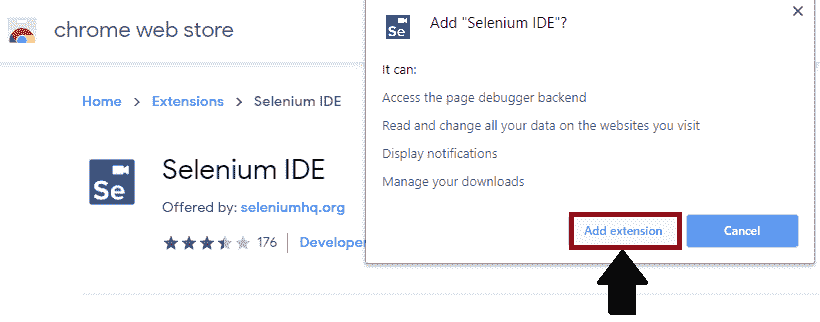 chrome web store
Home > Extensions > Selenium IDE
Se
Selenium IDE
Offered by: seleniumhq.org
176
Developer
Se
Add "Selenium IDE"?
It can:
Access the page debugger backend
Read and change all your data on the websites you visit
Display notifications
Manage your downloads
Add extension
Cancel